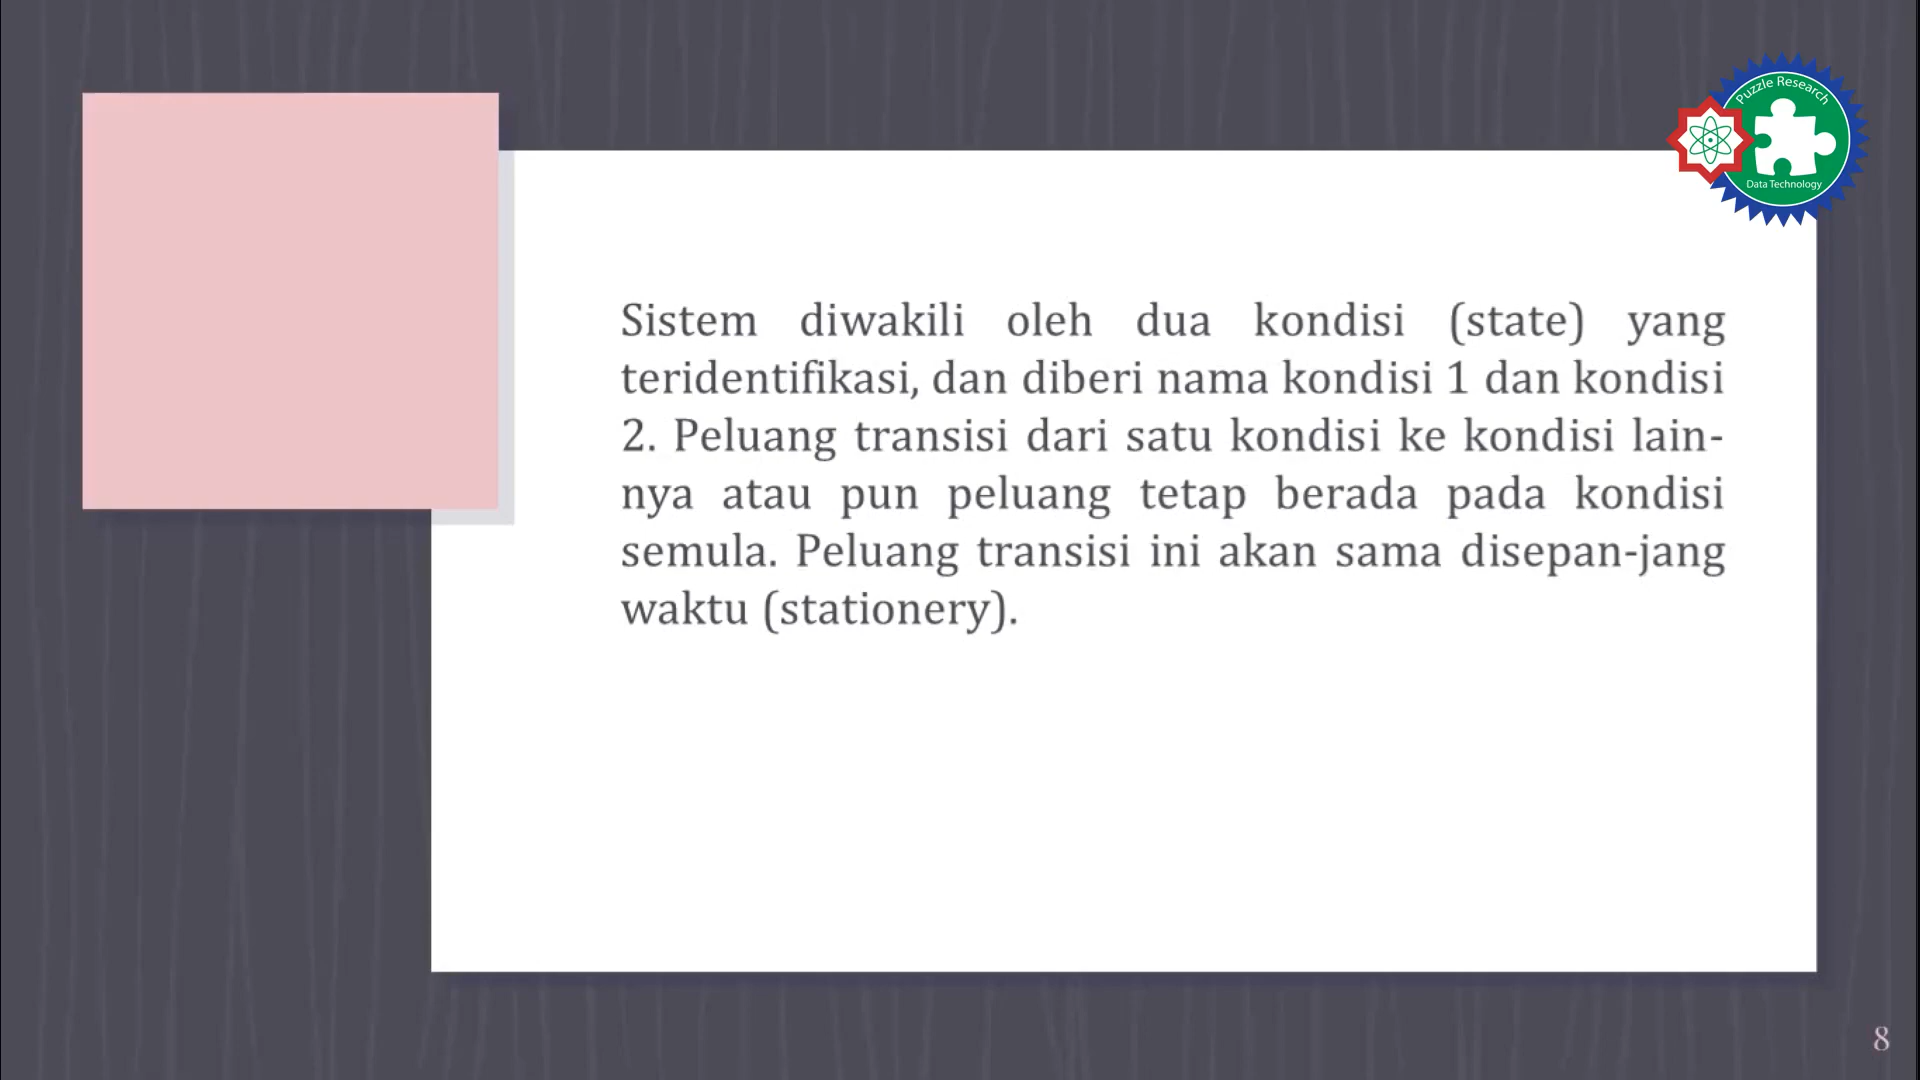 Puzzle Research
Data Technology
Sistem diwakili oleh dua kondisi (state) yang
teridentifikasi, dan diberi nama kondisi 1 dan kondisi
2. Peluang transisi dari satu kondisi ke kondisi lain-
nya atau pun peluang tetap berada pada kondisi
semula. Peluang transisi ini akan sama disepan-jang
waktu (stationery).
8